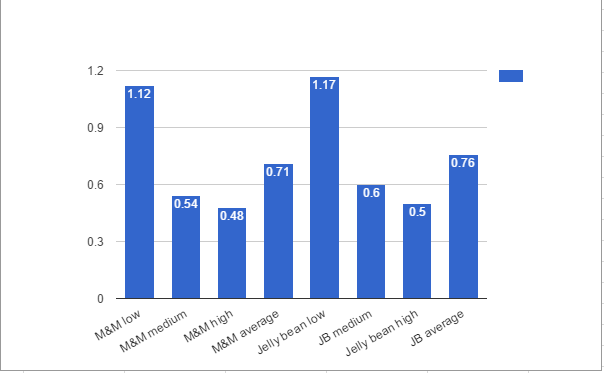 1.2
0.9
0.6
0.3
0
1.12
0.54
0.48
0.71
1.17
0.6
0.5
0.76
M&M low
M&M medium
M&M high
M&M average
Jelly bean low
JB medium
Jelly bean high
JB average